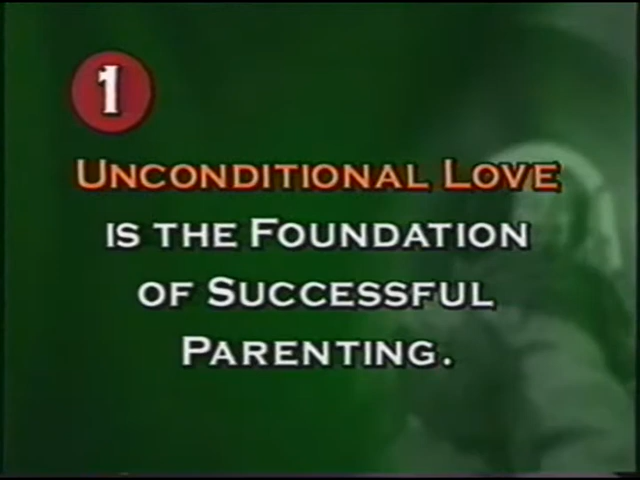 1
UNCONDITIONAL LOVE
IS THE FOUNDATION
OF SUCCESSFUL
PARENTING.